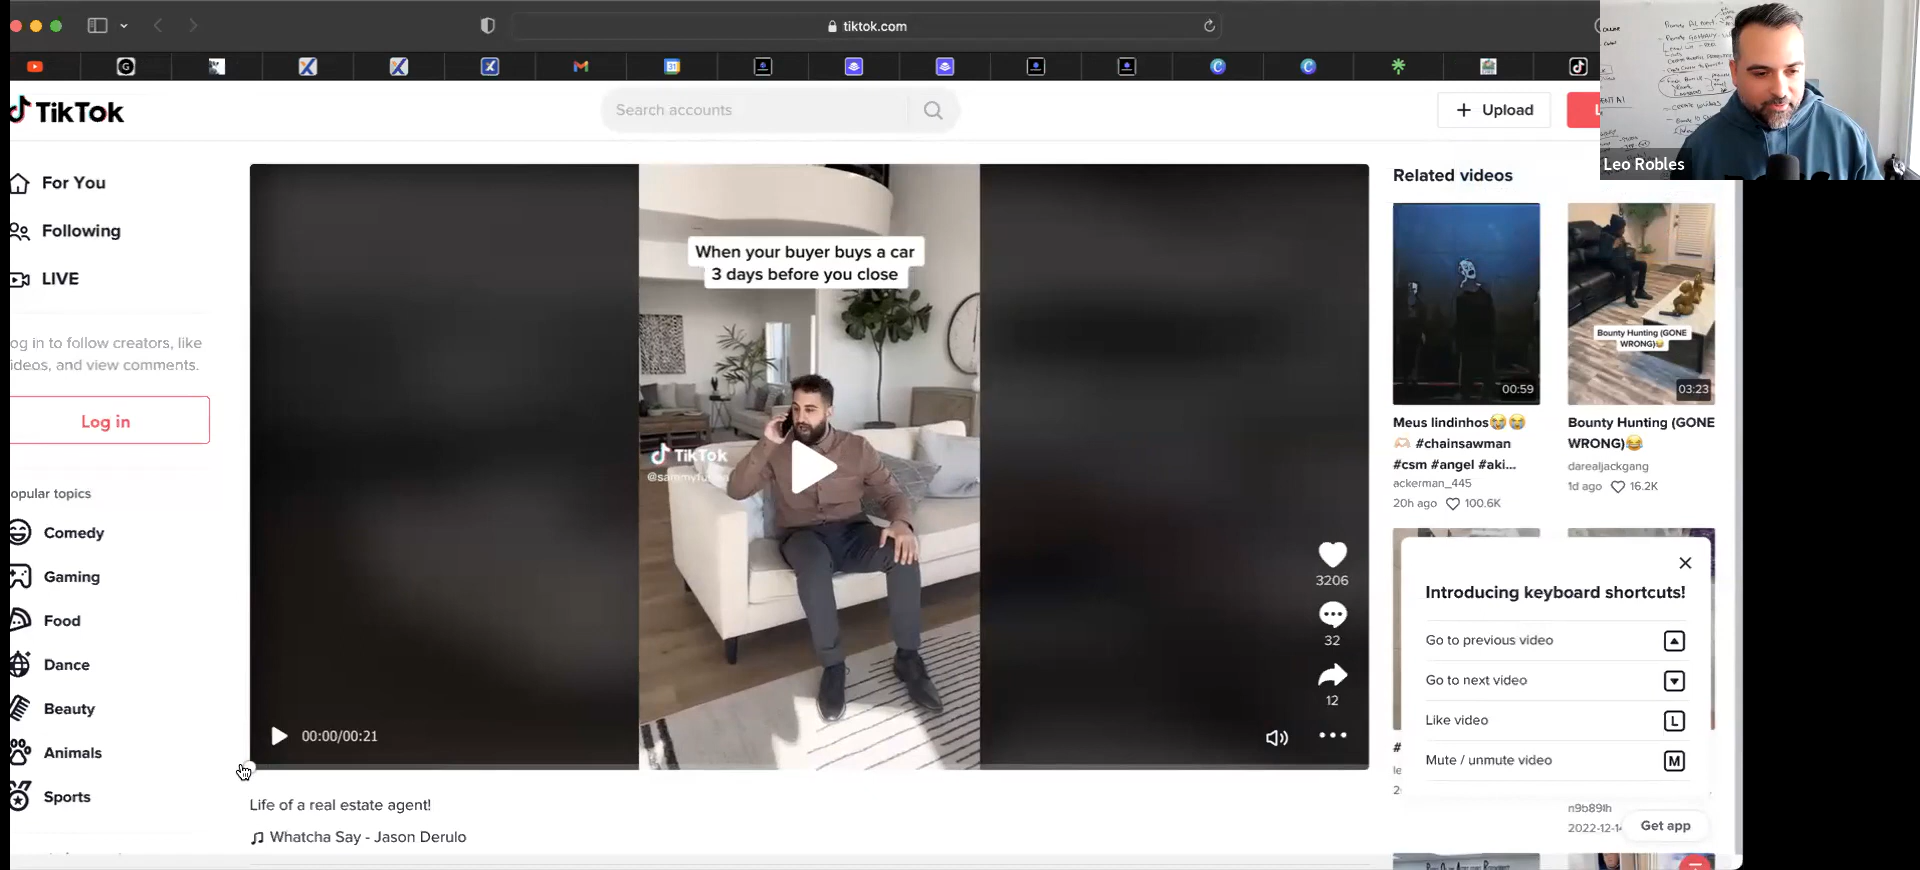 tiktok.com
TikTok
Search accounts
Upload
Leo Robles
For You
Following
LIVE
og in to follow creators, like
ideos, and view comments.
Log in
opular topics
Comedy
Gaming
Food
Dance
Beauty
Animals
Sports
When your buyer buys a car
3 days before you close
TikTok
3206
32
12
00:00/00:21
Life of a real estate agent!
Whatcha Say - Jason Derulo
Related videos
00:59
Meus lindinhos😭😭
🫶🏻 #chainsawman
#csm #angel #aki...
ackerman_445
20h ago 100.6K
Bounty Hunting (GONE
WRONG)😂
03:23
Bounty Hunting (GONE
WRONG)😂
darealjackgang
1d ago 16.2K
Introducing keyboard shortcuts!
Go to previous video
Go to next video
Like video L
Mute / unmute video M
n9b89lh
2022-12-1
Get app